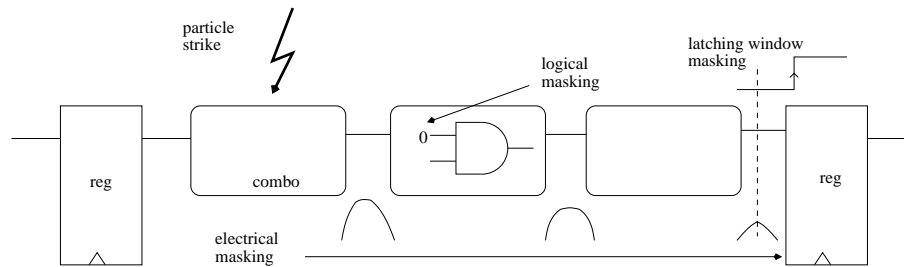 particle
strike
latching window
masking
logical
masking
0
reg
combo
reg
electrical
masking